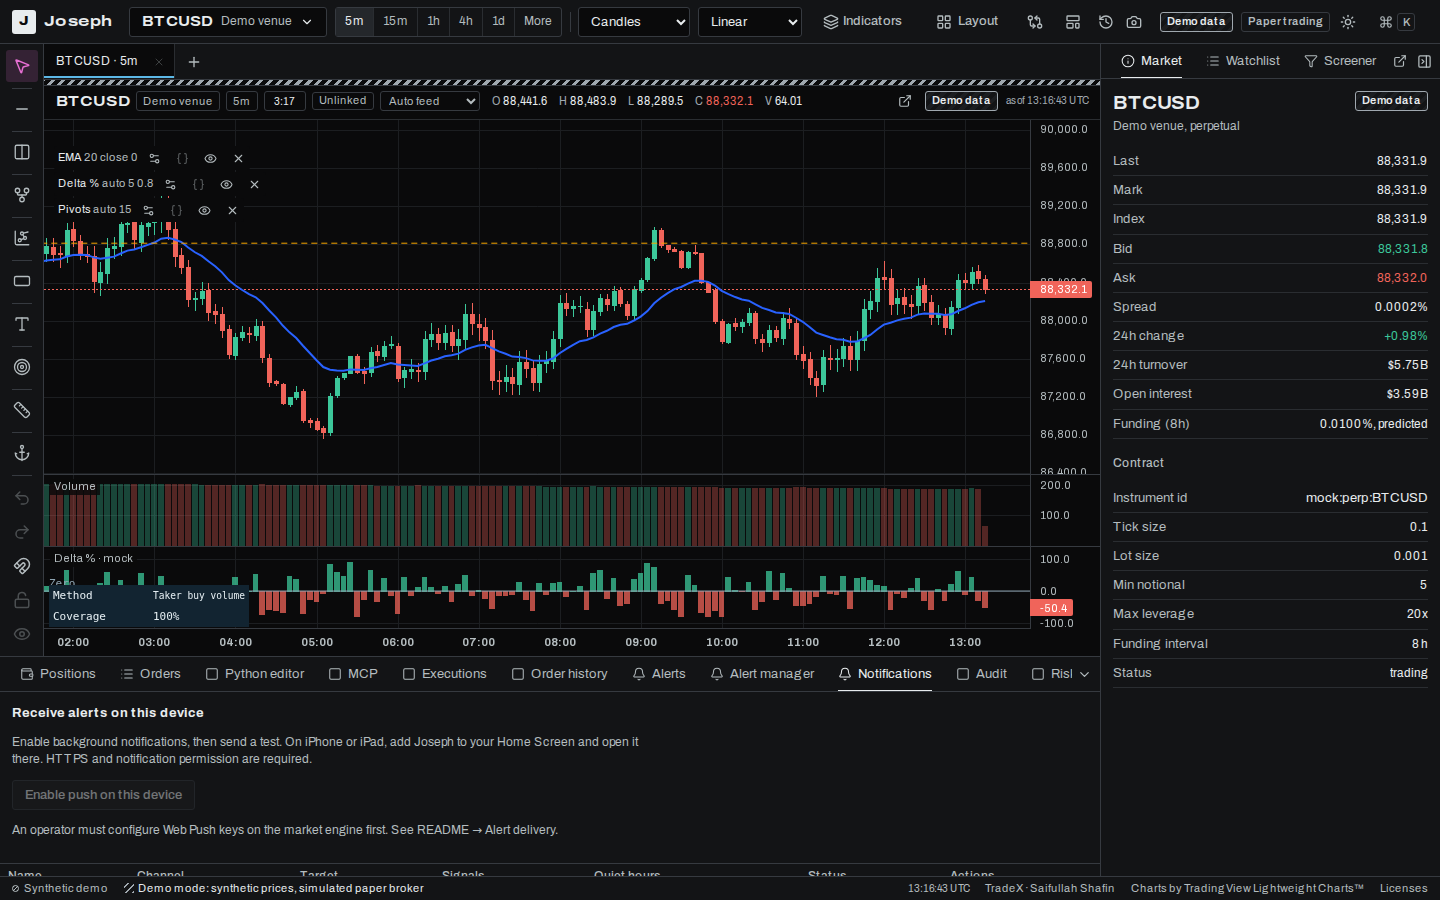 J Joseph BTCUSD Demo venue 5m 15m 1h 4h 1d More Candles Linear Indicators Layout Demo data Paper trading ⌘ K
BTCUSD · 5m × +
Market Watchlist Screener
BTCUSD Demo venue 5m 3:17 Unlinked Auto feed O 88,441.6 H 88,483.9 L 88,289.5 C 88,332.1 V 64.01 Demo data as of 13:16:43 UTC
EMA 20 close 0 { }
Delta % auto 5 0.8 { }
Pivots auto 15 { }
90,000.0
89,600.0
89,200.0
88,800.0
88,332.1
88,000.0
87,600.0
87,200.0
86,800.0
86,400.0
Volume
200.0
100.0
Delta % · mock
100.0
Zero
0.0
-50.4
-100.0
Method Taker buy volume
Coverage 100%
02:00 03:00 04:00 05:00 06:00 07:00 08:00 09:00 10:00 11:00 12:00 13:00
BTCUSD Demo data
Demo venue, perpetual
Last 88,331.9
Mark 88,331.9
Index 88,331.9
Bid 88,331.8
Ask 88,332.0
Spread 0.0002%
24h change +0.98%
24h turnover $5.75B
Open interest $3.59B
Funding (8h) 0.0100%, predicted
Contract
Instrument id mock:perp:BTCUSD
Tick size 0.1
Lot size 0.001
Min notional 5
Max leverage 20x
Funding interval 8h
Status trading
Positions Orders Python editor MCP Executions Order history Alerts Alert manager Notifications Audit Risl
Receive alerts on this device
Enable background notifications, then send a test. On iPhone or iPad, add Joseph to your Home Screen and open it
there. HTTPS and notification permission are required.
Enable push on this device
An operator must configure Web Push keys on the market engine first. See README → Alert delivery.
Name Channel Target Signals Quiet hours Status Actions
Synthetic demo Demo mode: synthetic prices, simulated paper broker 13:16:43 UTC TradeX · Saifullah Shafin Charts by TradingView Lightweight Charts™ Licenses